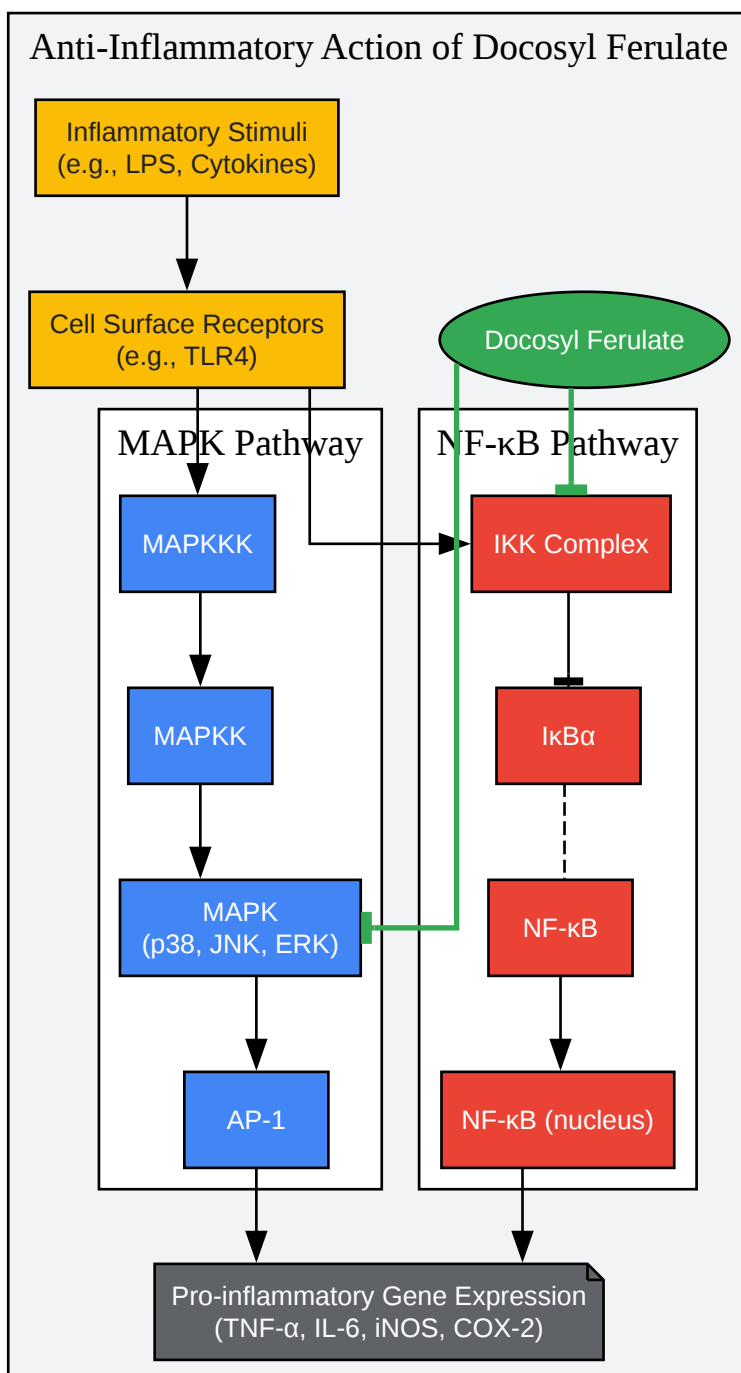 Anti-Inflammatory Action of Docosyl Ferulate
Inflammatory Stimuli
(e.g., LPS, Cytokines)
Cell Surface Receptors
(e.g., TLR4)
Docosyl Ferulate
MAPK Pathway
NF-κB Pathway
MAPKKK
IKK Complex
MAPKK
IκBα
MAPK
(p38, JNK, ERK)
NF-κB
AP-1
NF-κB (nucleus)
Pro-inflammatory Gene Expression
(TNF-α, IL-6, iNOS, COX-2)